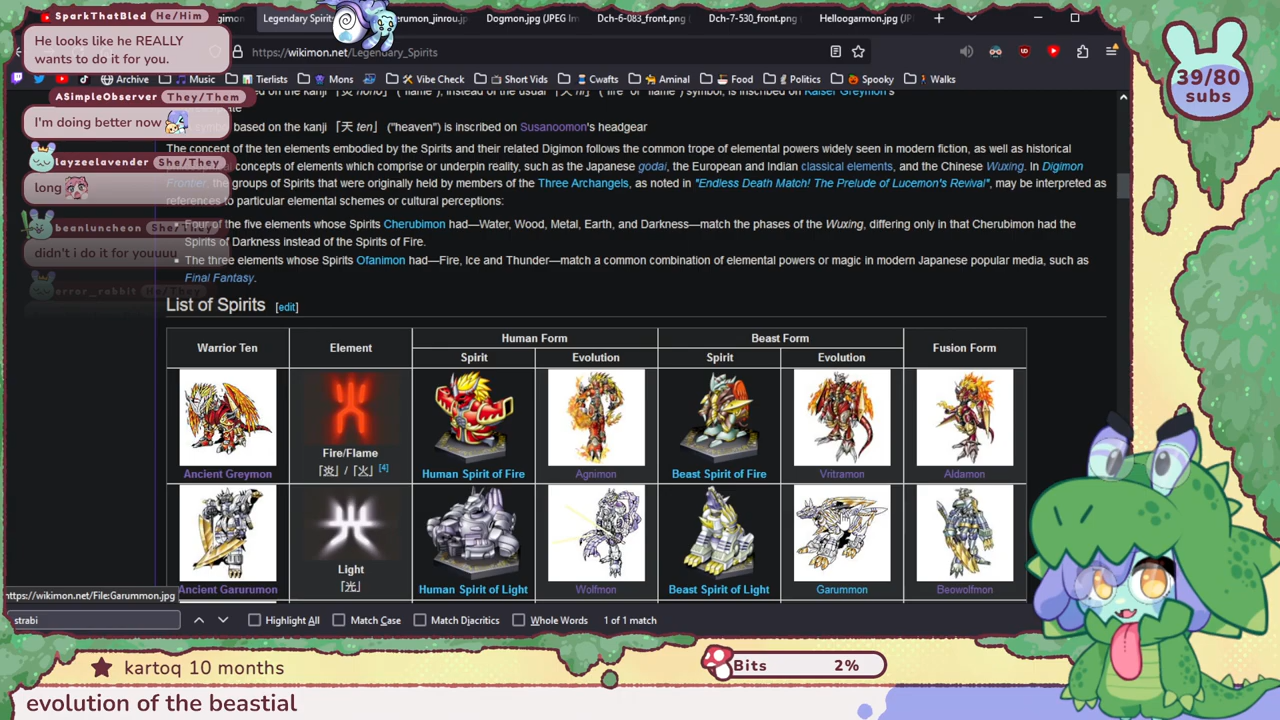 SparkThatBled He/Him
He looks like he REALLY
wants to do it for you.
ASimpleObserver They/Them
I'm doing better now
layzeelavender She/They
long
beanluncheon She/They
didn't i do it for youuuu
error_rabbit He/They
Legendary Spirit
rumon_jinrou.j
Dogmon.jpg (JPEG Im
Dch-6-083_front.png
Dch-7-530_front.png
Helloogarmon.jpg (JP
https://wikimon.net/Legendary_Spirits
Archive
Music
Tierlists
Mons
Vibe Check
Short Vids
Cwafts
Aminal
Food
Politics
Spooky
Walks
39/80
subs
based on the kanji 「天 ten」 ("heaven") is inscribed on Susanoomon's headgear
The concept of the ten elements embodied by the Spirits and their related Digimon follows the common trope of elemental powers widely seen in modern fiction, as well as historical
concepts of elements which comprise or underpin reality, such as the Japanese godai, the European and Indian classical elements, and the Chinese Wuxing. In Digimon
Frontier, the groups of Spirits that were originally held by members of the Three Archangels, as noted in "Endless Death Match! The Prelude of Lucemon's Revival", may be interpreted as
references to particular elemental schemes or cultural perceptions:
Four of the five elements whose Spirits Cherubimon had—Water, Wood, Metal, Earth, and Darkness—match the phases of the Wuxing, differing only in that Cherubimon had the
Spirits of Darkness instead of the Spirits of Fire.
The three elements whose Spirits Ofanimon had—Fire, Ice and Thunder—match a common combination of elemental powers or magic in modern Japanese popular media, such as
Final Fantasy.
List of Spirits [edit]
Warrior Ten
Element
Human Form
Beast Form
Fusion Form
Spirit
Evolution
Spirit
Evolution
Fire/Flame
「炎」 / 「火」 [4]
Ancient Greymon
Human Spirit of Fire
Agnimon
Beast Spirit of Fire
Vritramon
Aldamon
Light
「光」
Ancient Garurumon
Human Spirit of Light
Wolfmon
Beast Spirit of Light
Garummon
Beowolfmon
https://wikimon.net/File:Garummon.jpg
strabi
Highlight All
Match Case
Match Diacritics
Whole Words
1 of 1 match
kartoq 10 months
Bits 2%
evolution of the beastial